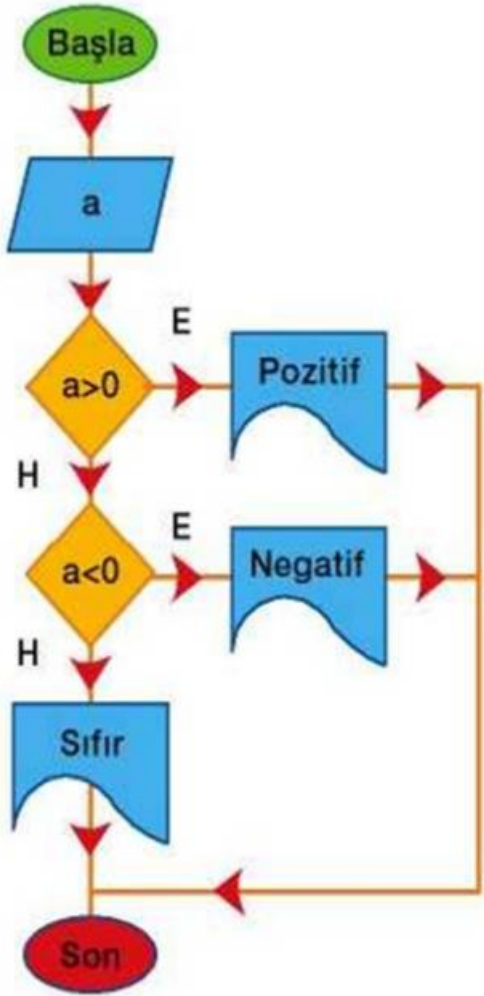 Başla
a
E
a>0
Pozitif
H
E
a<0
Negatif
H
Sıfır
Son